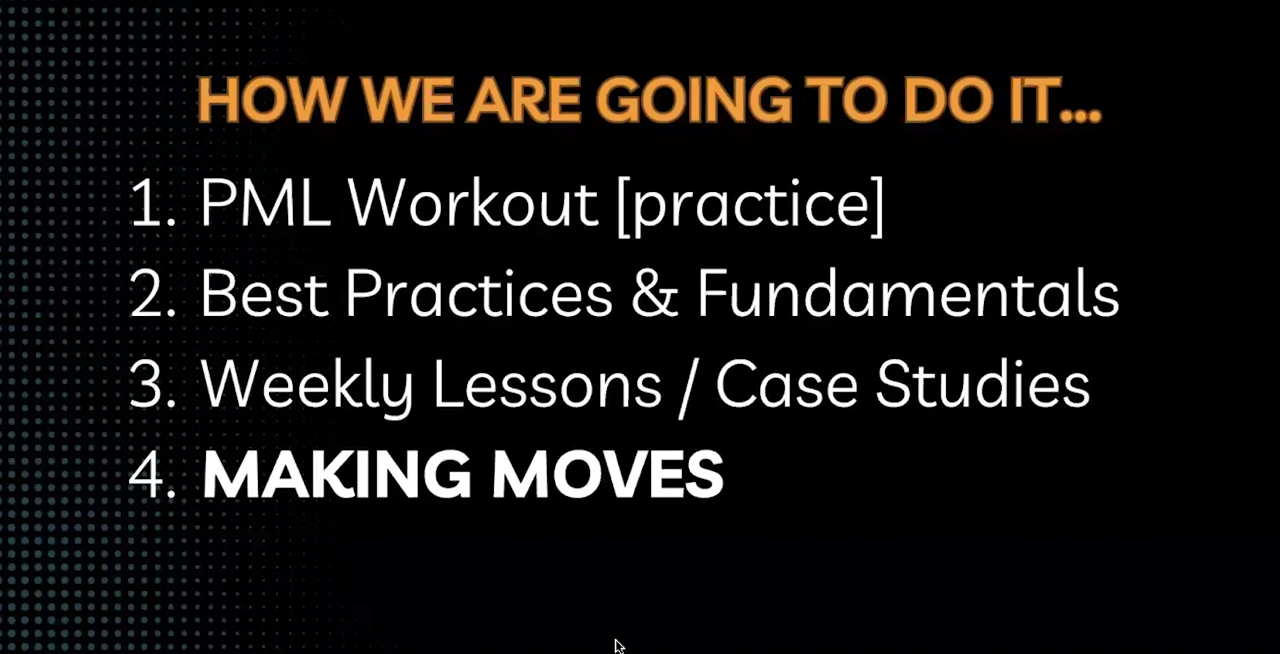 HOW WE ARE GOING TO DO IT...
1. PML Workout [practice]
2. Best Practices & Fundamentals
3. Weekly Lessons / Case Studies
4. MAKING MOVES